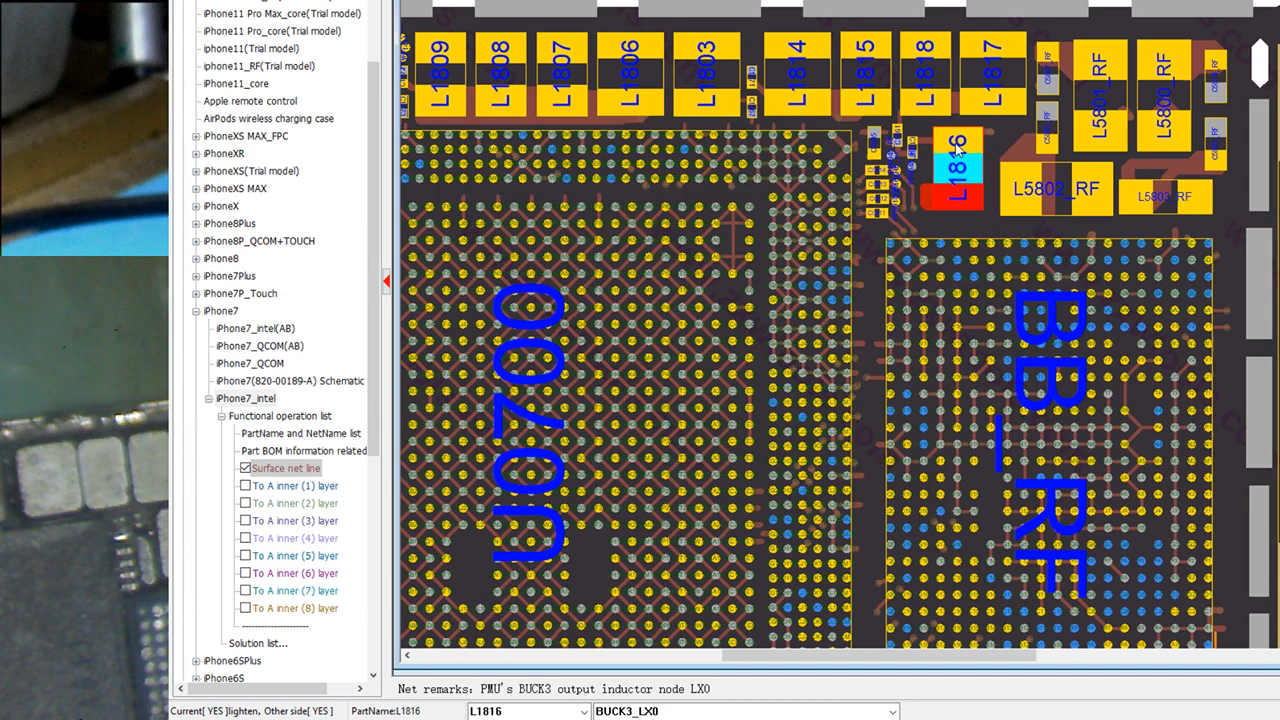 iPhone11 Pro Max_core(Trial model)
iPhone11 Pro_core(Trial model)
iphone11(Trial model)
iphone11_RF(Trial model)
iPhone11_core
Apple remote control
AirPods wireless charging case
iPhoneXS MAX_FPC
iPhoneXR
iPhoneXS(Trial model)
iPhoneXS MAX
iPhoneX
iPhone8Plus
iPhone8P_QCOM+TOUCH
iPhone8
iPhone7Plus
iPhone7P_Touch
iPhone7
iPhone7_intel(AB)
iPhone7_QCOM(AB)
iPhone7_QCOM
iPhone7(820-00189-A) Schematic
iPhone7_intel
Functional operation list
PartName and NetName list
Part BOM information related
Surface net line
To A inner (1) layer
To A inner (2) layer
To A inner (3) layer
To A inner (4) layer
To A inner (5) layer
To A inner (6) layer
To A inner (7) layer
To A inner (8) layer
--------------------
Solution list...
iPhone6SPlus
iPhone6S
L1809
L1808
L1807
L1806
L1803
L1814
L1815
L1818
L1817
L5801_RF
L5800_RF
L1816
L5802_RF
L5803_RF
U0700
BB_RF
Net remarks: PMU's BUCK3 output inductor node LX0
Current[ YES ]lighten, Other side[ YES ]
PartName:L1816
L1816
BUCK3_LX0